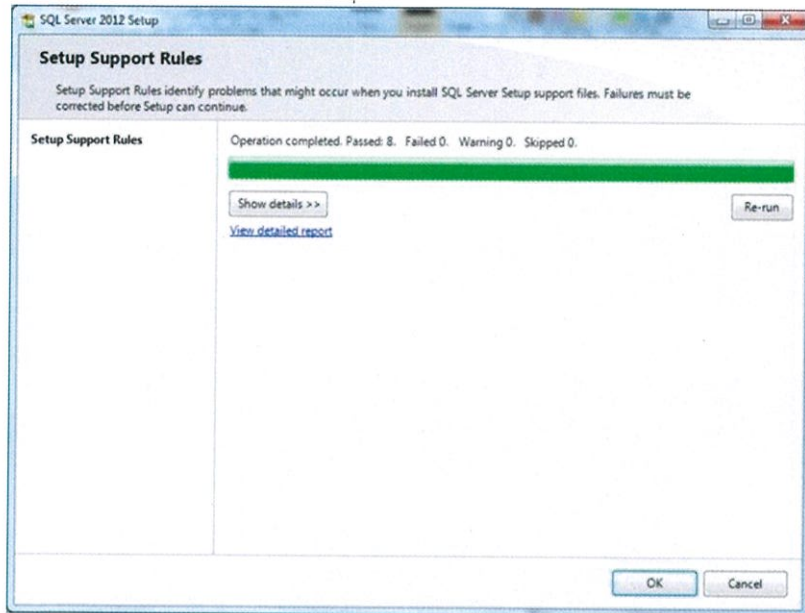 SQL Server 2012 Setup
Setup Support Rules
Setup Support Rules identify problems that might occur when you install SQL Server Setup support files. Failures must be
corrected before Setup can continue.
Setup Support Rules
Operation completed. Passed: 8. Failed 0. Warning 0. Skipped 0.
Show details >>
Re-run
View detailed report
OK
Cancel